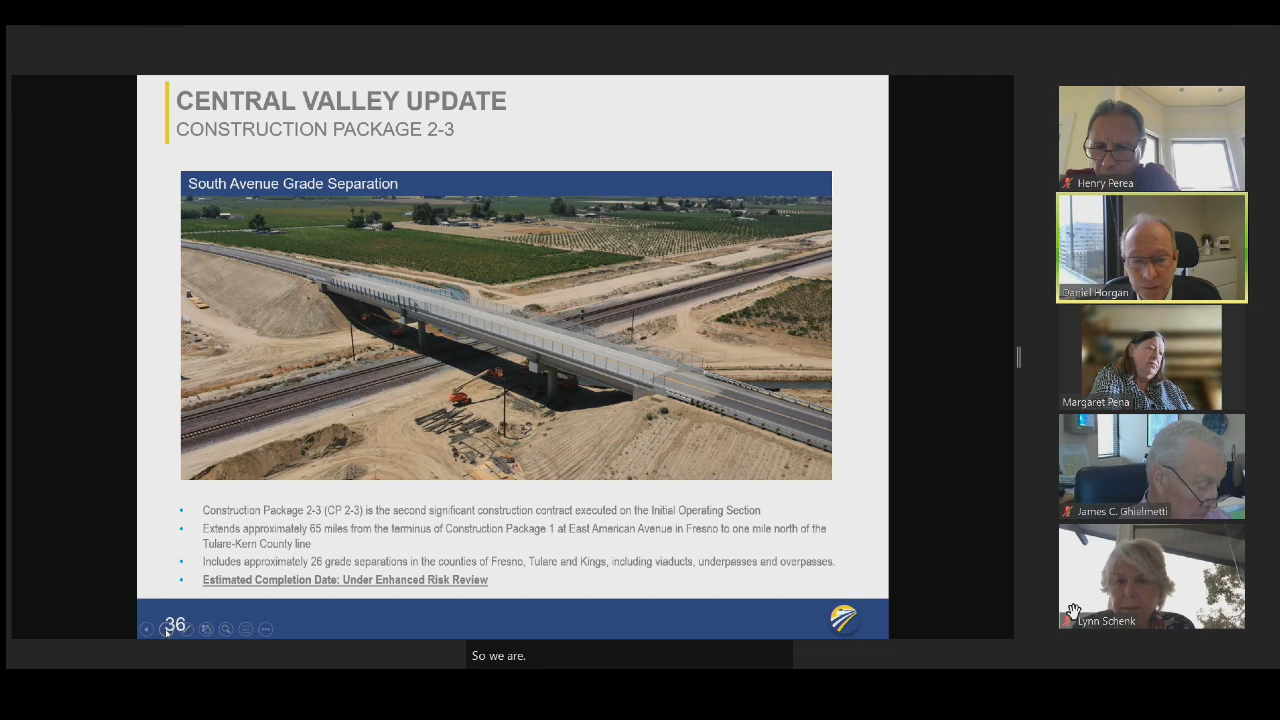 CENTRAL VALLEY UPDATE
CONSTRUCTION PACKAGE 2-3
South Avenue Grade Separation
Construction Package 2-3 (CP 2-3) is the second significant construction contract executed on the Initial Operating Section
Extends approximately 65 miles from the terminus of Construction Package 1 at East American Avenue in Fresno to one mile north of the
Tulare-Kern County line
Includes approximately 26 grade separations in the counties of Fresno, Tulare and Kings, including viaducts, underpasses and overpasses.
Estimated Completion Date: Under Enhanced Risk Review
36
Henry Perea
Daniel Horgan
Margaret Pena
James C. Ghielmetti
Lynn Schenk
So we are.